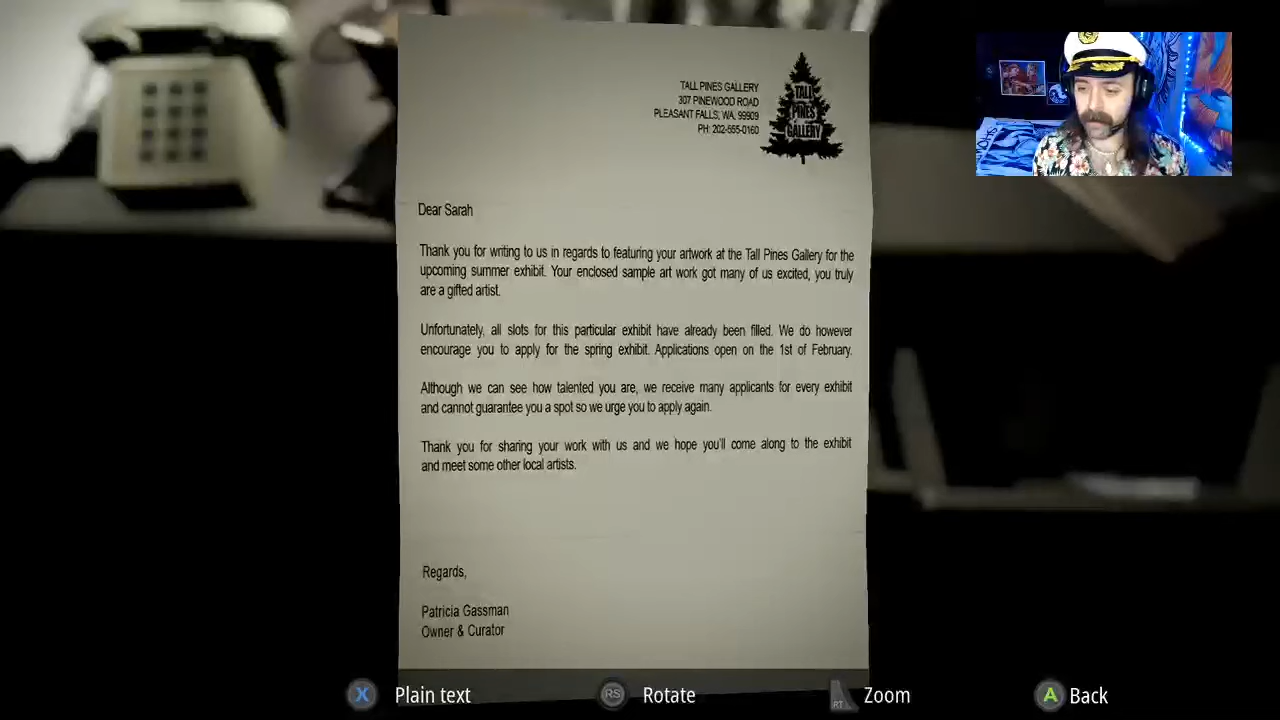 TALL PINES GALLERY
307 PINEWOOD ROAD
PLEASANT FALLS, WA. 99909
PH: 202-555-0160
TALL
PINES
GALLERY
Dear Sarah
Thank you for writing to us in regards to featuring your artwork at the Tall Pines Gallery for the
upcoming summer exhibit. Your enclosed sample art work got many of us excited, you truly
are a gifted artist.
Unfortunately, all slots for this particular exhibit have already been filled. We do however
encourage you to apply for the spring exhibit. Applications open on the 1st of February.
Although we can see how talented you are, we receive many applicants for every exhibit
and cannot guarantee you a spot so we urge you to apply again.
Thank you for sharing your work with us and we hope you'll come along to the exhibit
and meet some other local artists.
Regards,
Patricia Gassman
Owner & Curator
X Plain text
RS Rotate
RT Zoom
A Back